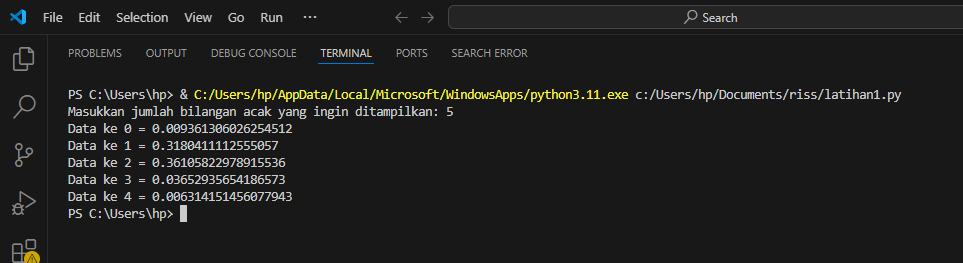 File Edit Selection View Go Run ··· ← → Search
PROBLEMS OUTPUT DEBUG CONSOLE TERMINAL PORTS SEARCH ERROR
PS C:\Users\hp> & C:/Users/hp/AppData/Local/Microsoft/WindowsApps/python3.11.exe c:/Users/hp/Documents/riss/latihan1.py
Masukkan jumlah bilangan acak yang ingin ditampilkan: 5
Data ke 0 = 0.009361306026254512
Data ke 1 = 0.3180411112555057
Data ke 2 = 0.36105822978915536
Data ke 3 = 0.03652935654186573
Data ke 4 = 0.006314151456077943
PS C:\Users\hp>